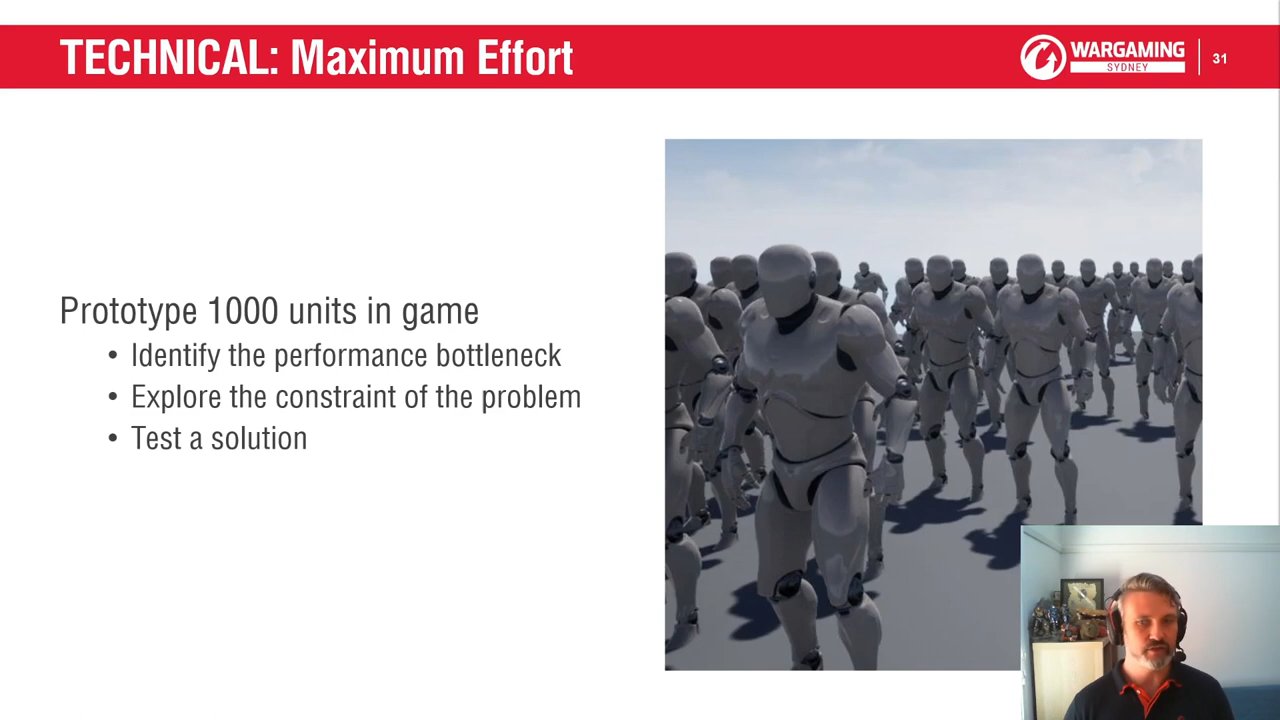 TECHNICAL: Maximum Effort
WARGAMING
SYDNEY
31
Prototype 1000 units in game
• Identify the performance bottleneck
• Explore the constraint of the problem
• Test a solution